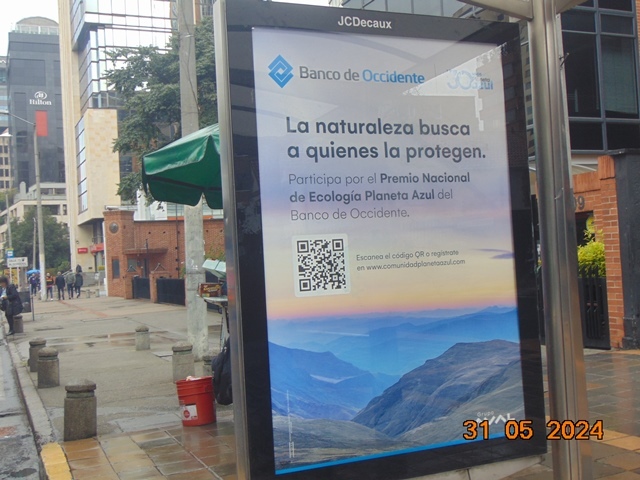 JCDecaux
Hilton
Banco de Occidente
La naturaleza busca
a quienes la protegen.
Participa por el Premio Nacional
de Ecología Planeta Azul del
Banco de Occidente.
Escanea el código QR o regístrate
en www.comunidadplanetaazul.com
31 05 2024